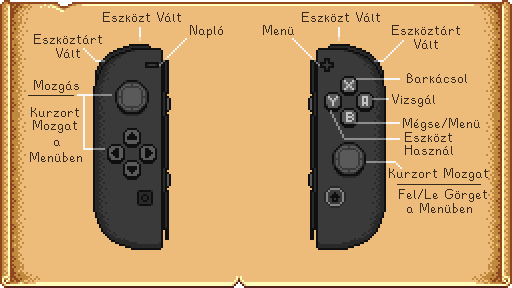 Eszközt Vált
Napló
Eszköztárt
Vált
Mozgás
Kurzort
Mozgat
a
Menüben
Eszközt Vált
Menü
Eszköztárt
Vált
Barkácsol
Vizsgál
Mégse/Menü
Eszközt
Használ
Kurzort Mozgat
Fel/Le Görget
a Menüben
X
Y
A
B